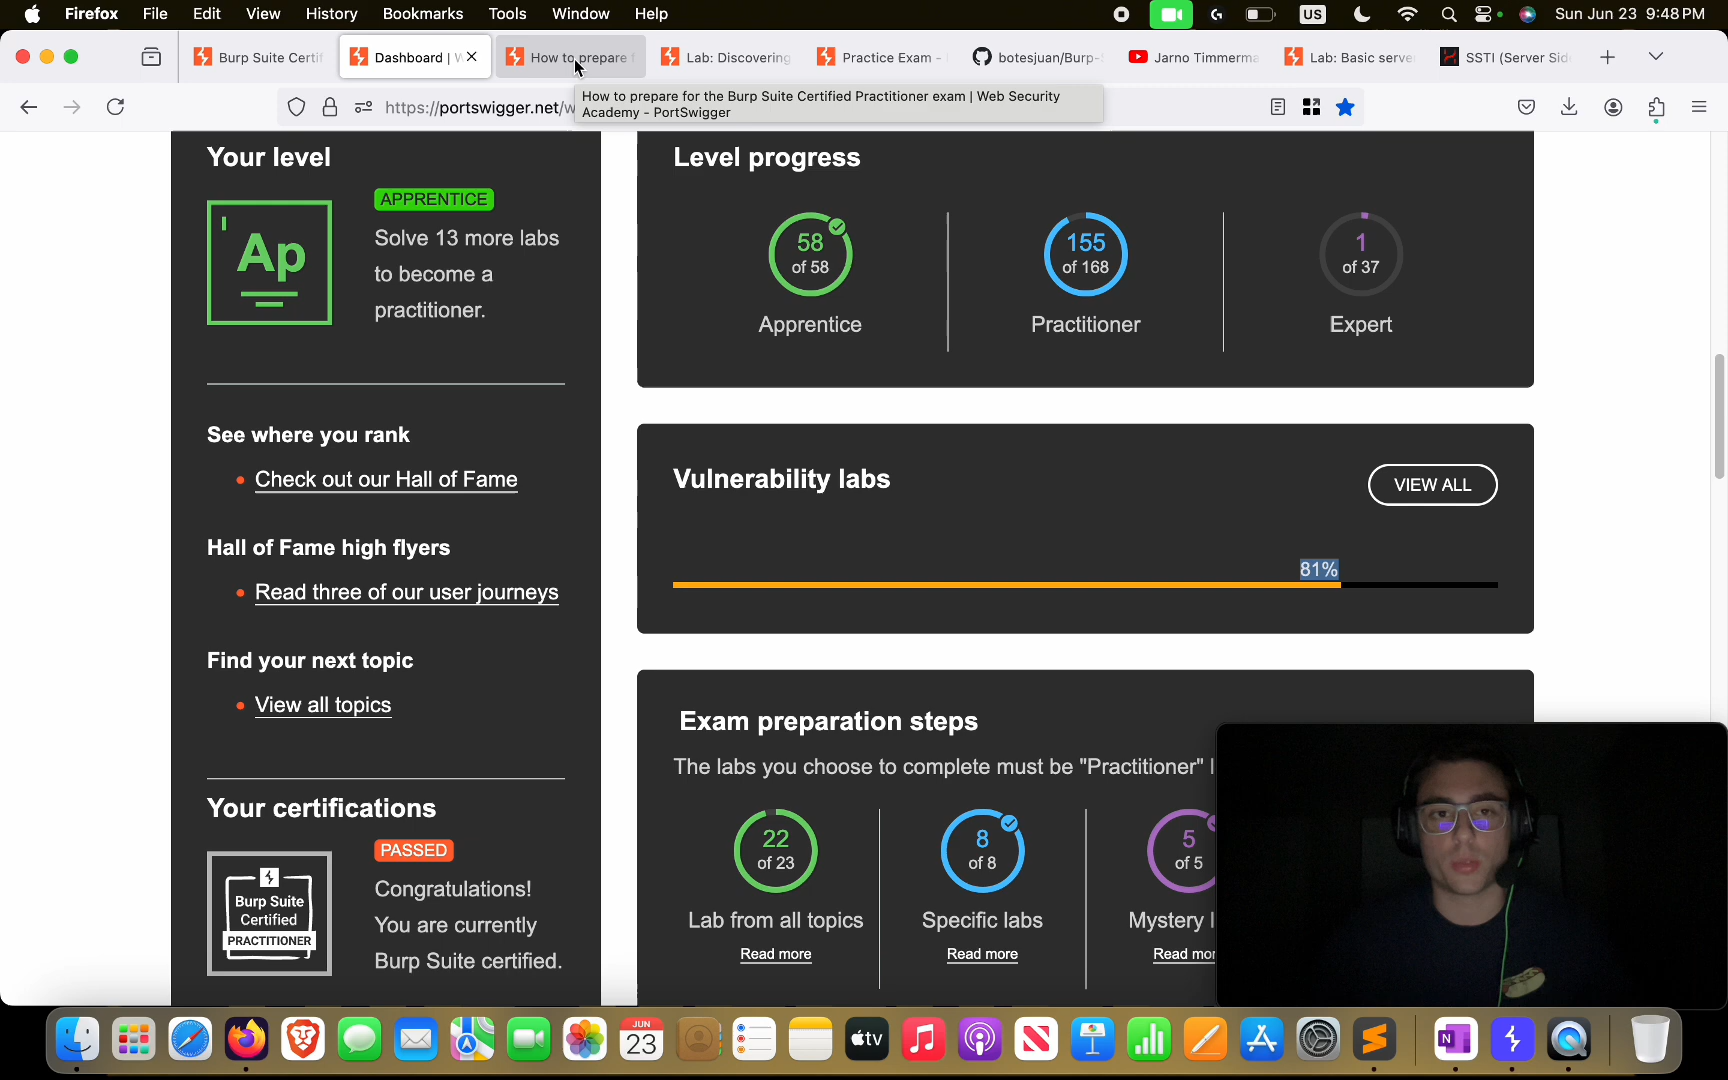 Firefox File Edit View History Bookmarks Tools Window Help US Sun Jun 23 9:48 PM
Burp Suite Certif Dashboard | How to prepare Lab: Discovering Practice Exam - botesjuan/Burp- Jarno Timmerma Lab: Basic serve SSTI (Server Sid
https://portswigger.net/w
How to prepare for the Burp Suite Certified Practitioner exam | Web Security
Academy - PortSwigger
Your level
APPRENTICE
Ap
Solve 13 more labs
to become a
practitioner.
See where you rank
Check out our Hall of Fame
Hall of Fame high flyers
Read three of our user journeys
Find your next topic
View all topics
Your certifications
PASSED
Burp Suite
Certified
PRACTITIONER
Congratulations!
You are currently
Burp Suite certified.
Level progress
58
of 58
Apprentice
155
of 168
Practitioner
1
of 37
Expert
Vulnerability labs
VIEW ALL
81%
Exam preparation steps
The labs you choose to complete must be "Practitioner" l
22
of 23
Lab from all topics
Read more
8
of 8
Specific labs
Read more
5
of 5
Mystery l
Read mor
JUN
23
tv
N